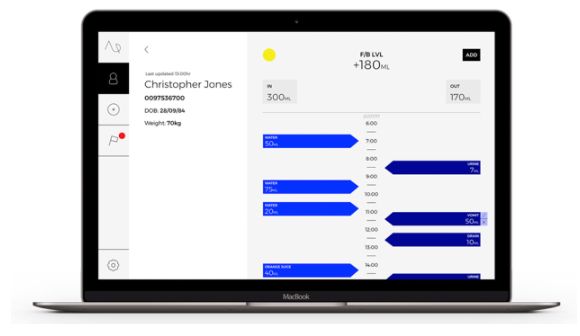 Last updated 13:00hr
Christopher Jones
0097536700
DOB: 28/09/84
Weight: 70kg
F/B LVL
+180ML
ADD
IN
300ML
OUT
170ML
6:00
WATER
50ML
7:00
8:00
URINE
7ML
9:00
WATER
75ML
10:00
WATER
20ML
11:00
VOMIT
50ML
12:00
DRAIN
10ML
13:00
ORANGE JUICE
40ML
14:00
URINE
MacBook